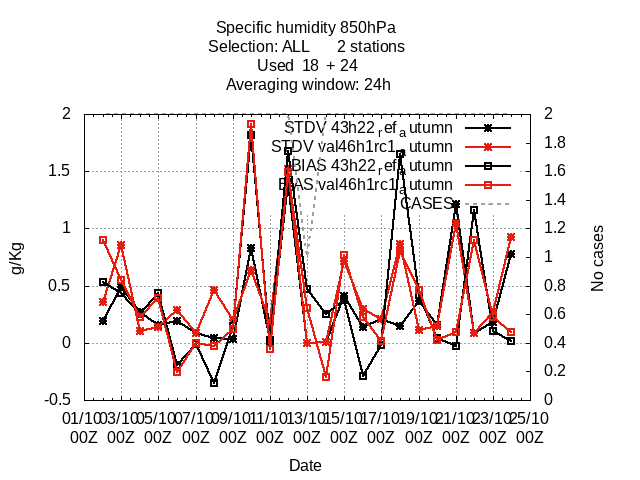 Specific humidity 850hPa
Selection: ALL 2 stations
Used 18 + 24
Averaging window: 24h
2
1.5
1
0.5
0
-0.5
g/Kg
STDV 43h22_ref_autumn
STDV val46h1rc1_autumn
BIAS 43h22_ref_autumn
BIAS val46h1rc1_autumn
CASES
2
1.8
1.6
1.4
1.2
1
0.8
0.6
0.4
0.2
0
No cases
01/10 03/10 05/10 07/10 09/10 11/10 13/10 15/10 17/10 19/10 21/10 23/10 25/10
00Z 00Z 00Z 00Z 00Z 00Z 00Z 00Z 00Z 00Z 00Z 00Z 00Z
Date